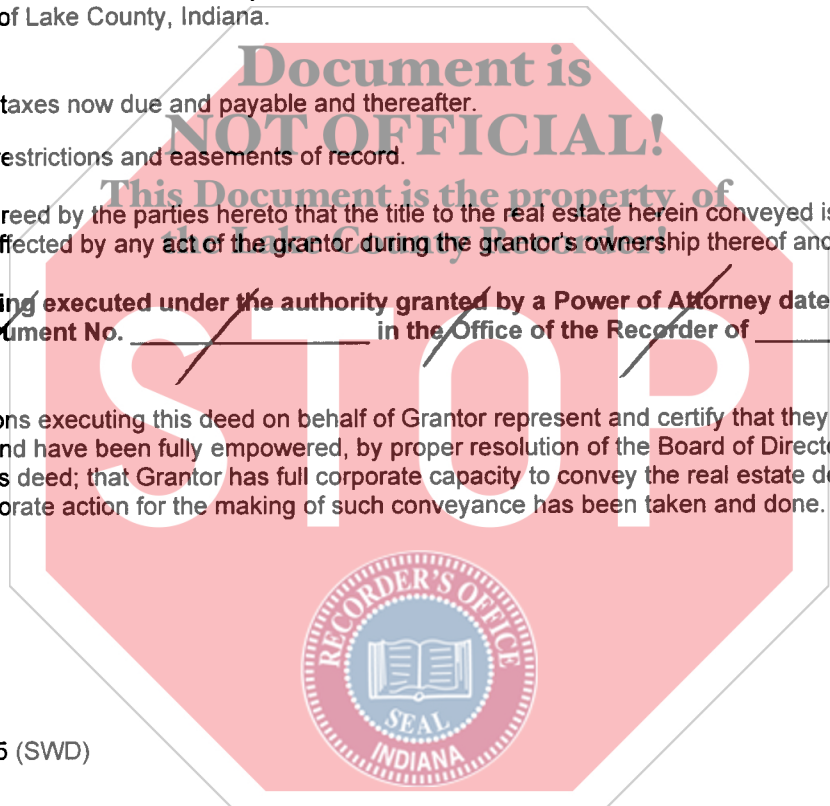 of Lake County, Indiana.
Document is
taxes now due and payable and thereafter.
NOT OFFICIAL!
estrictions and easements of record.
This Document is the property of
reed by the parties hereto that the title to the real estate herein conveyed is
ffected by any act of the grantor during the grantor's ownership thereof and
the Lake County Recorder!
ing executed under the authority granted by a Power of Attorney date
ument No. ____________________ in the Office of the Recorder of ______
STOP
ons executing this deed on behalf of Grantor represent and certify that they
nd have been fully empowered, by proper resolution of the Board of Directo
s deed; that Grantor has full corporate capacity to convey the real estate de
orate action for the making of such conveyance has been taken and done.
RECORDER'S OFFICE
SEAL
INDIANA
5 (SWD)